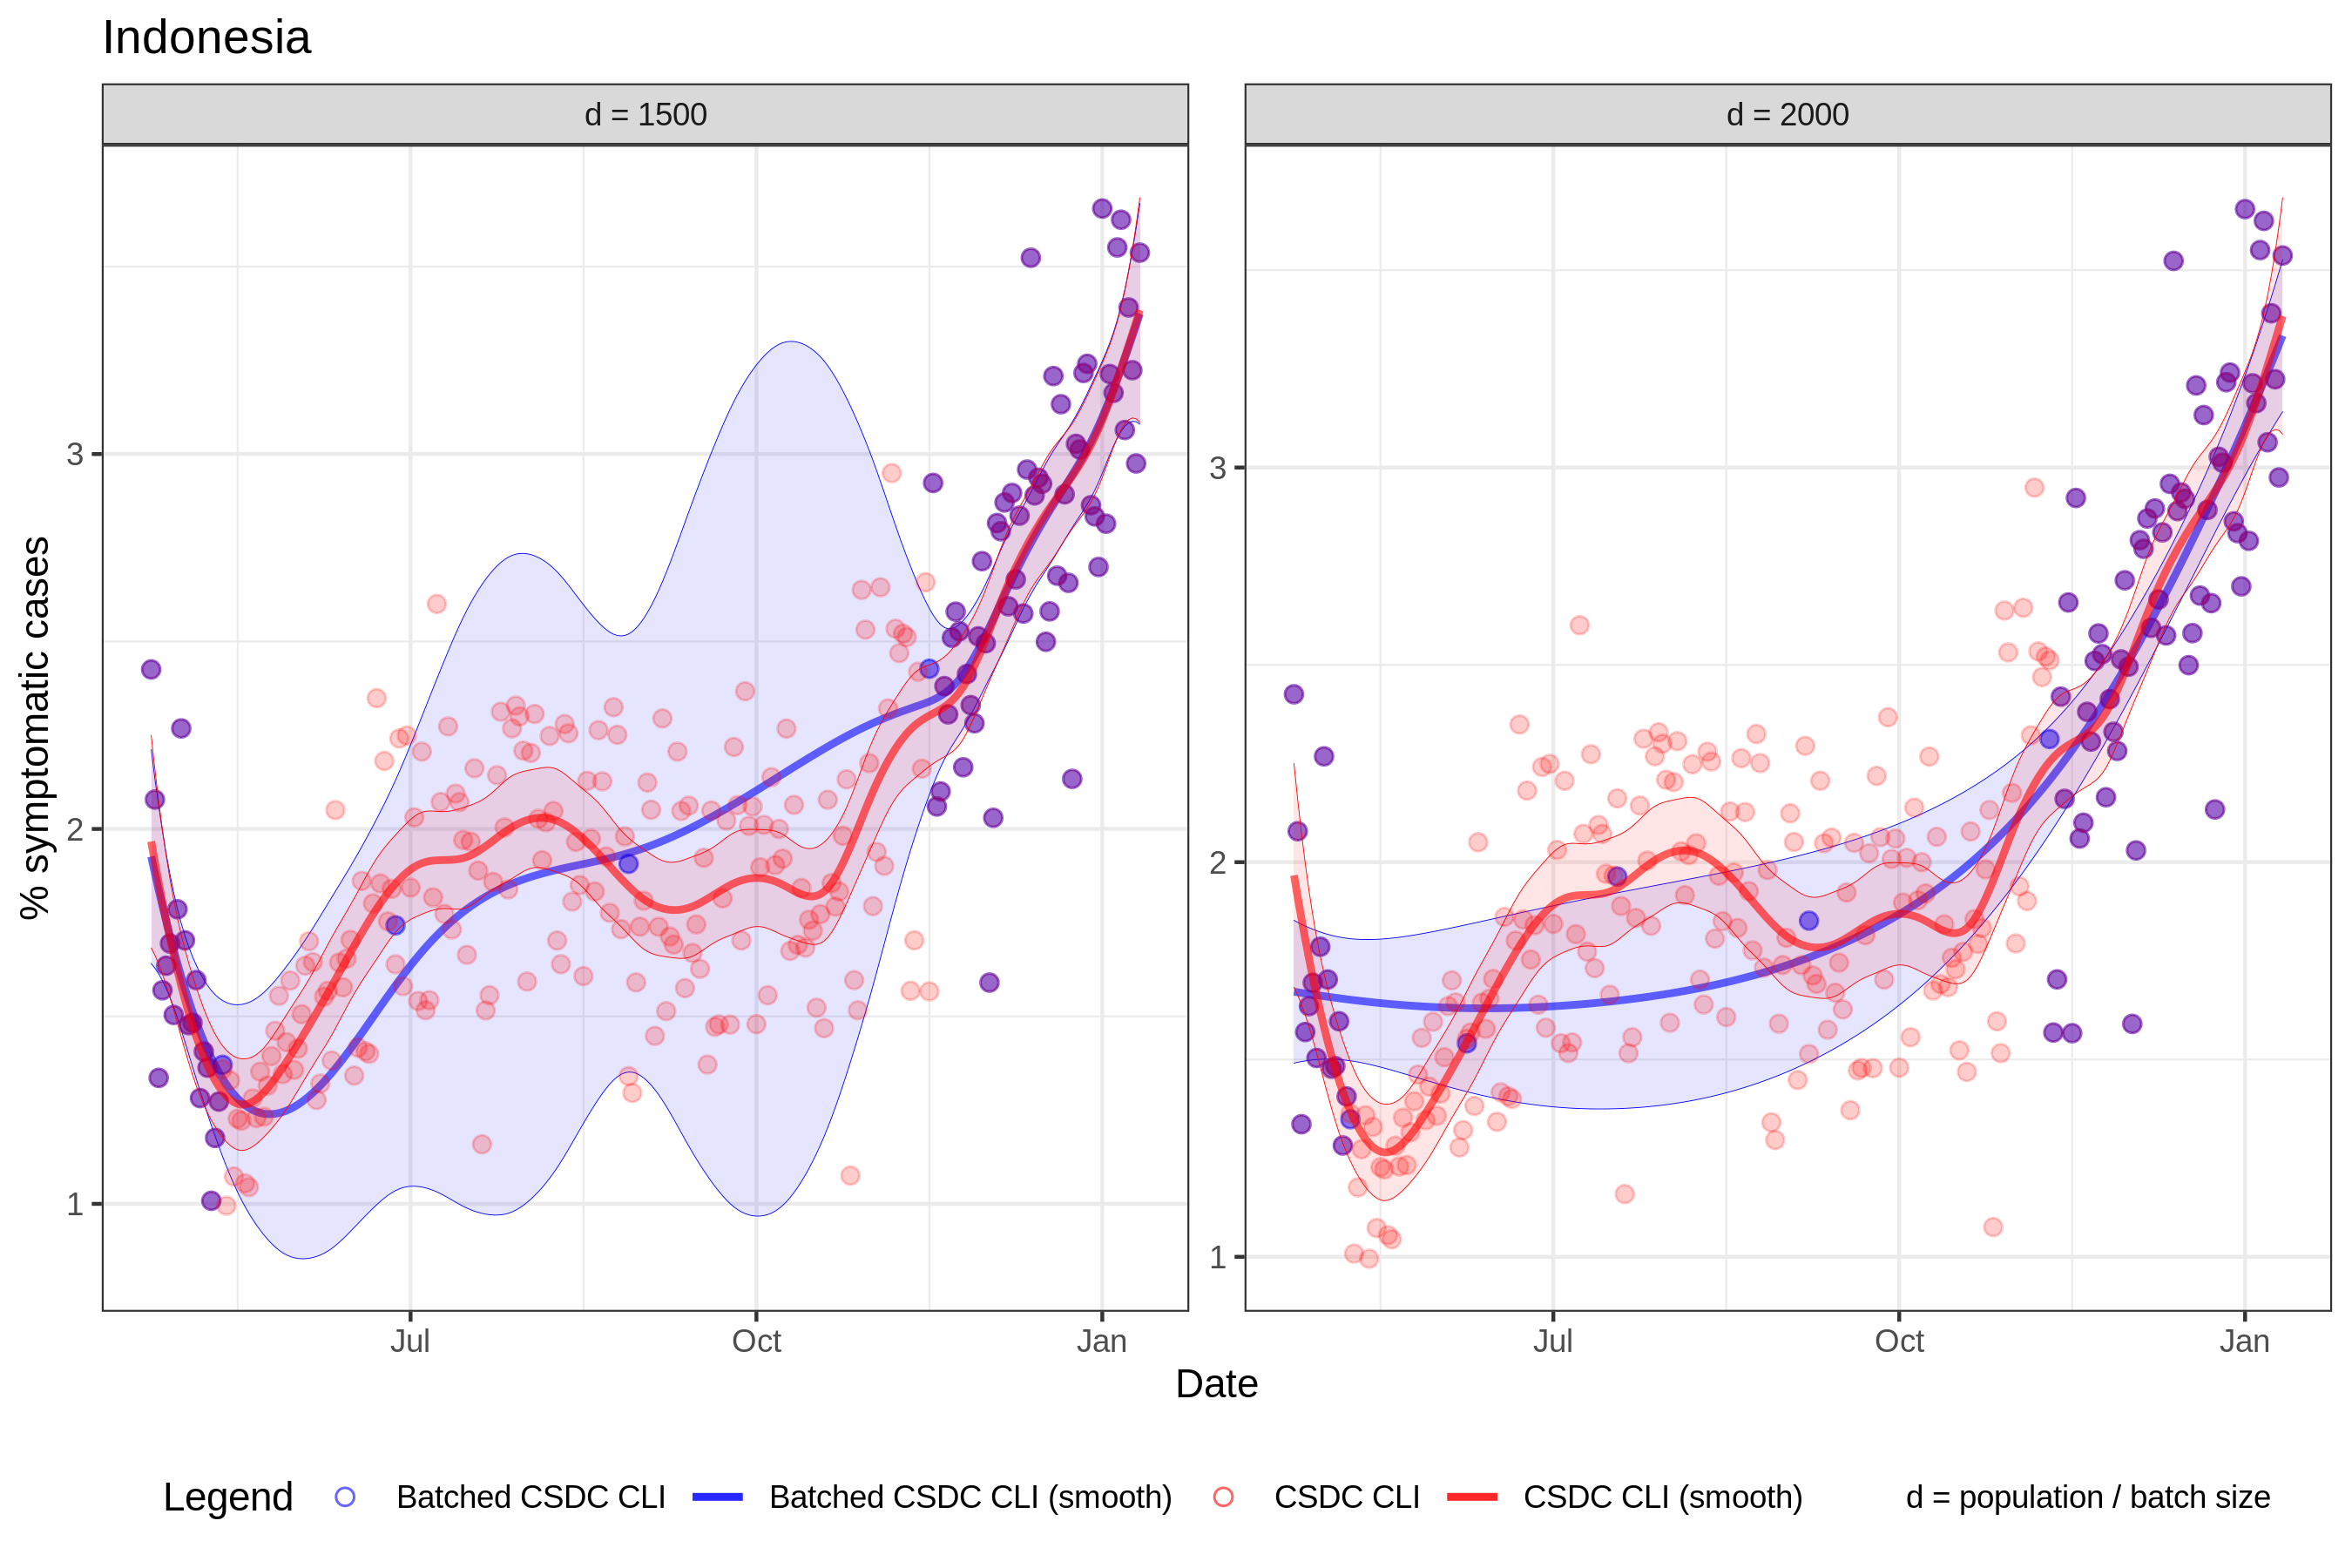 Indonesia
d = 1500
d = 2000
% symptomatic cases
3
2
1
3
2
1
Jul
Oct
Jan
Jul
Oct
Jan
Date
Legend
Batched CSDC CLI
Batched CSDC CLI (smooth)
CSDC CLI
CSDC CLI (smooth)
d = population / batch size